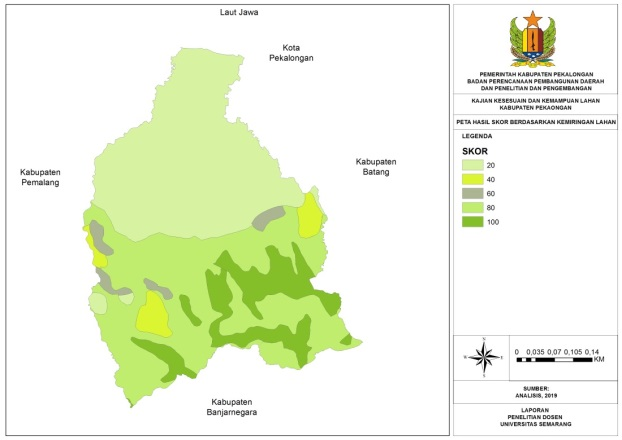 Laut Jawa
Kota
Pekalongan
Kabupaten
Pemalang
Kabupaten
Batang
Kabupaten
Banjarnegara
PEMERINTAH KABUPATEN PEKALONGAN
BADAN PERENCANAAN PEMBANGUNAN DAERAH
DAN PENELITIAN DAN PENGEMBANGAN
KAJIAN KESESUAIN DAN KEMAMPUAN LAHAN
KABUPATEN PEKAONGAN
PETA HASIL SKOR BERDASARKAN KEMIRINGAN LAHAN
LEGENDA
SKOR
20
40
60
80
100
0 0,035 0,07 0,105 0,14
KM
SUMBER:
ANALISIS, 2019
LAPORAN
PENELITIAN DOSEN
UNIVERSITAS SEMARANG